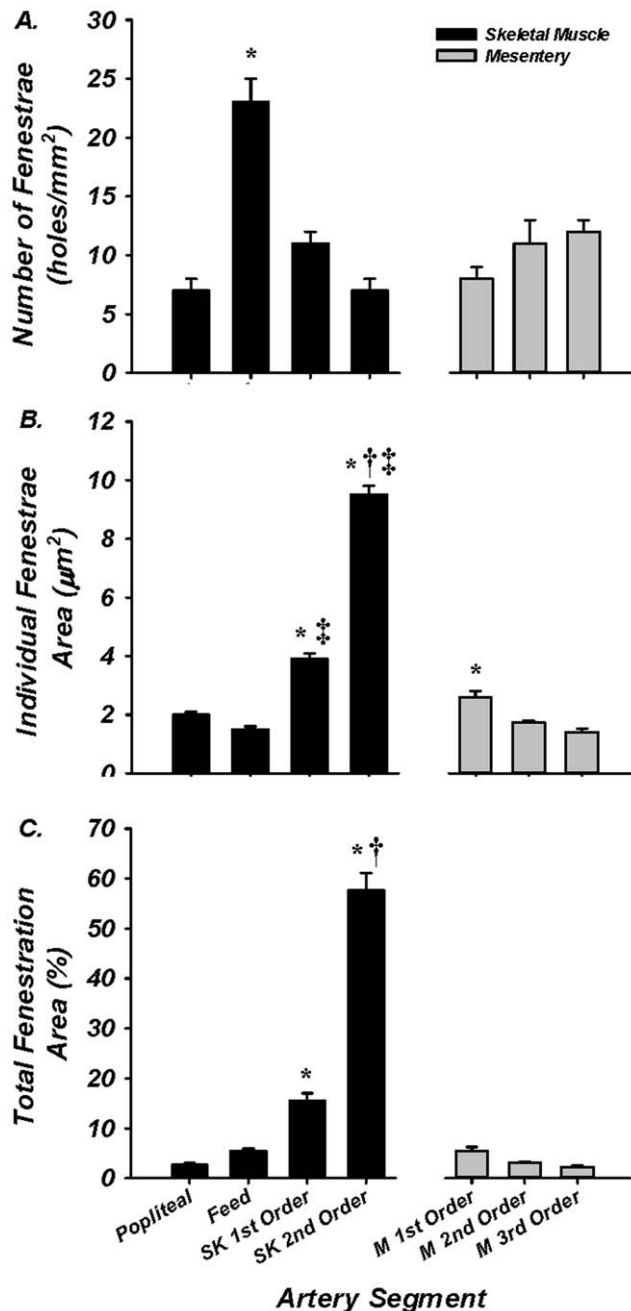 A.
Skeletal Muscle
Mesentery
Number of Fenestrae
(holes/mm²)
30
25
20
15
10
5
0
*
B.
Individual Fenestrae
Area (μm²)
12
10
8
6
4
2
0
* ‡
* † ‡
*
C.
Total Fenestration
Area (%)
70
60
50
40
30
20
10
0
*
* †
Popliteal
Feed
SK 1st Order
SK 2nd Order
M 1st Order
M 2nd Order
M 3rd Order
Artery Segment